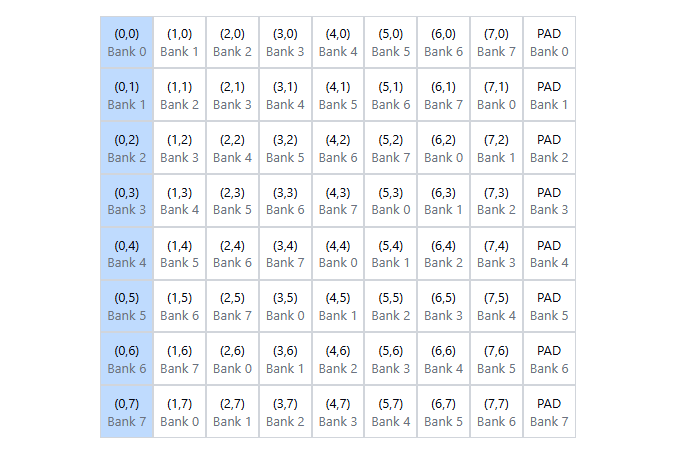 (0,0) (1,0) (2,0) (3,0) (4,0) (5,0) (6,0) (7,0) PAD
Bank 0 Bank 1 Bank 2 Bank 3 Bank 4 Bank 5 Bank 6 Bank 7 Bank 0
(0,1) (1,1) (2,1) (3,1) (4,1) (5,1) (6,1) (7,1) PAD
Bank 1 Bank 2 Bank 3 Bank 4 Bank 5 Bank 6 Bank 7 Bank 0 Bank 1
(0,2) (1,2) (2,2) (3,2) (4,2) (5,2) (6,2) (7,2) PAD
Bank 2 Bank 3 Bank 4 Bank 5 Bank 6 Bank 7 Bank 0 Bank 1 Bank 2
(0,3) (1,3) (2,3) (3,3) (4,3) (5,3) (6,3) (7,3) PAD
Bank 3 Bank 4 Bank 5 Bank 6 Bank 7 Bank 0 Bank 1 Bank 2 Bank 3
(0,4) (1,4) (2,4) (3,4) (4,4) (5,4) (6,4) (7,4) PAD
Bank 4 Bank 5 Bank 6 Bank 7 Bank 0 Bank 1 Bank 2 Bank 3 Bank 4
(0,5) (1,5) (2,5) (3,5) (4,5) (5,5) (6,5) (7,5) PAD
Bank 5 Bank 6 Bank 7 Bank 0 Bank 1 Bank 2 Bank 3 Bank 4 Bank 5
(0,6) (1,6) (2,6) (3,6) (4,6) (5,6) (6,6) (7,6) PAD
Bank 6 Bank 7 Bank 0 Bank 1 Bank 2 Bank 3 Bank 4 Bank 5 Bank 6
(0,7) (1,7) (2,7) (3,7) (4,7) (5,7) (6,7) (7,7) PAD
Bank 7 Bank 0 Bank 1 Bank 2 Bank 3 Bank 4 Bank 5 Bank 6 Bank 7